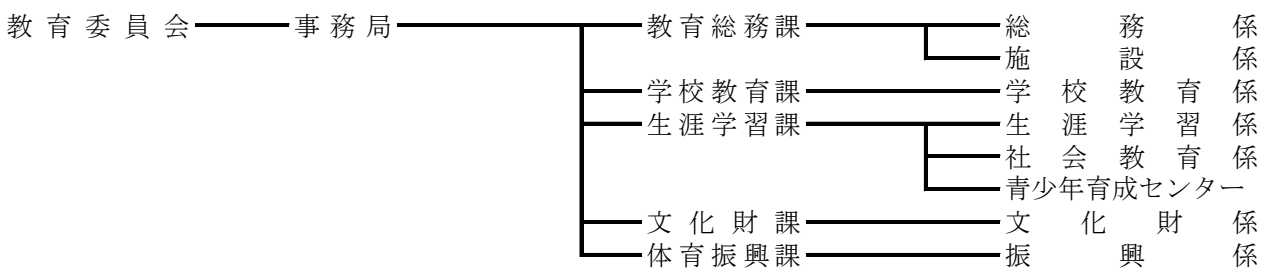 教育委員会 事務局 教育総務課 総務係
施設係
学校教育課 学校教育係
生涯学習課 生涯学習係
社会教育係
青少年育成センター
文化財課 文化財係
体育振興課 振興係